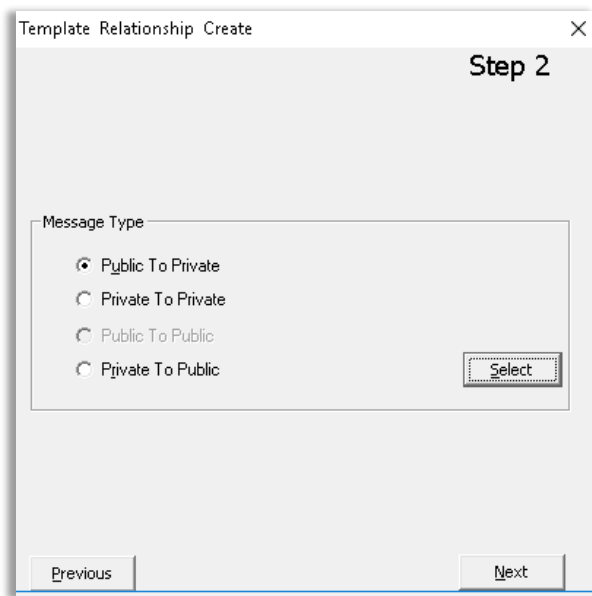 Template Relationship Create
Step 2
Message Type
Public To Private
Private To Private
Public To Public
Private To Public
Select
Previous
Next